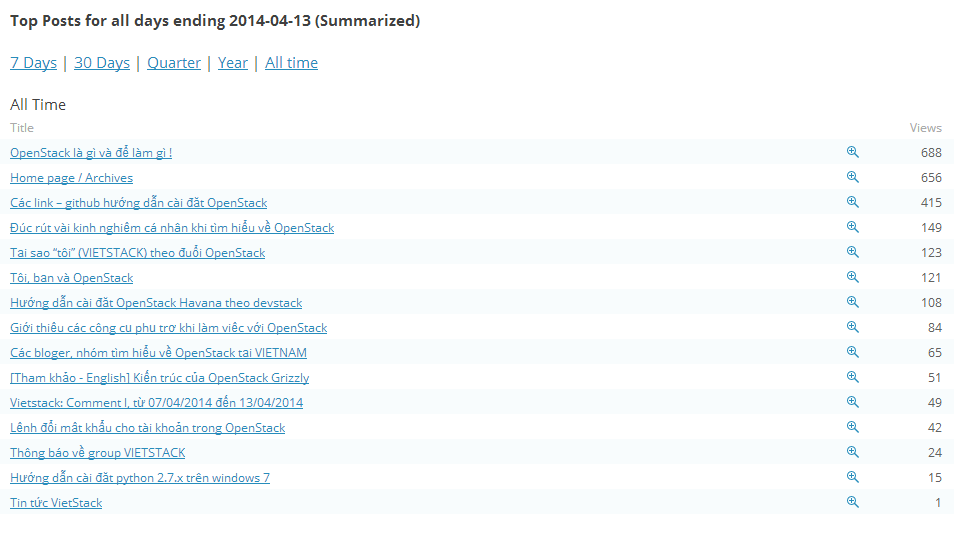 Top Posts for all days ending 2014-04-13 (Summarized)
7 Days | 30 Days | Quarter | Year | All time
All Time
Title Views
OpenStack là gì và để làm gì ! 688
Home page / Archives 656
Các link – github hướng dẫn cài đặt OpenStack 415
Đúc rút vài kinh nghiệm cá nhân khi tìm hiểu về OpenStack 149
Tại sao “tôi” (VIETSTACK) theo đuổi OpenStack 123
Tôi, bạn và OpenStack 121
Hướng dẫn cài đặt OpenStack Havana theo devstack 108
Giới thiệu các công cụ phụ trợ khi làm việc với OpenStack 84
Các bloger, nhóm tìm hiểu về OpenStack tại VIETNAM 65
[Tham khảo - English] Kiến trúc của OpenStack Grizzly 51
Vietstack: Comment I, từ 07/04/2014 đến 13/04/2014 49
Lệnh đổi mật khẩu cho tài khoản trong OpenStack 42
Thông báo về group VIETSTACK 24
Hướng dẫn cài đặt python 2.7.x trên windows 7 15
Tin tức VietStack 1